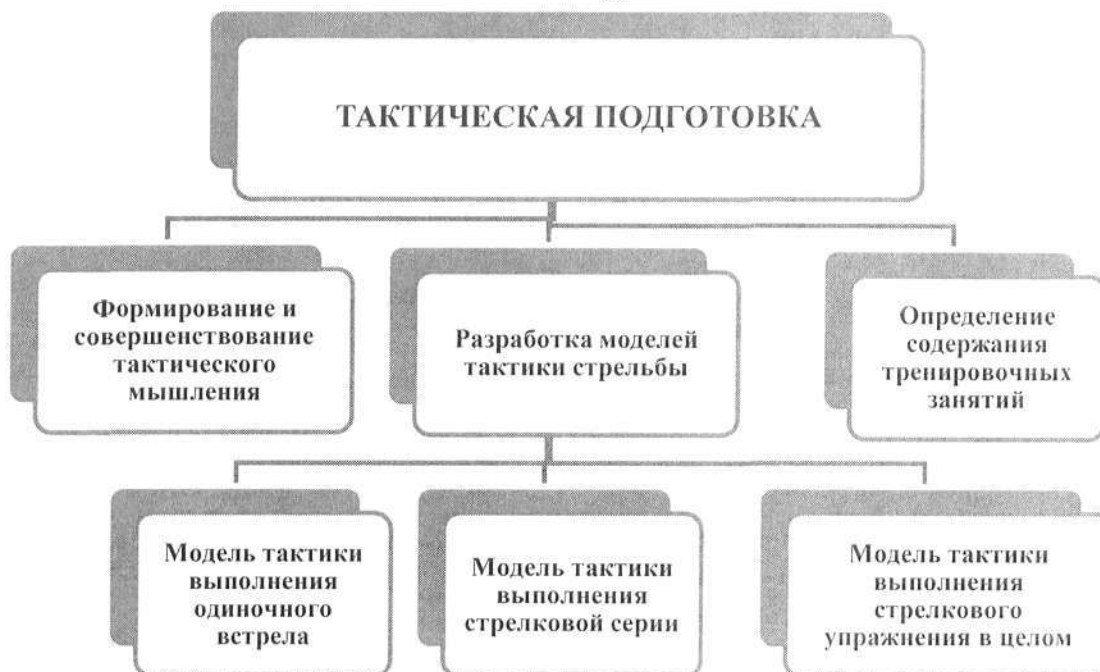 ТАКТИЧЕСКАЯ ПОДГОТОВКА
Формирование и
совершенствование
тактического
мышления
Разработка моделей
тактики стрельбы
Определение
содержания
тренировочных
занятий
Модель тактики
выполнения
одиночного
встрела
Модель тактики
выполнения
стрелковой серии
Модель тактики
выполнения
стрелкового
упражнения в целом